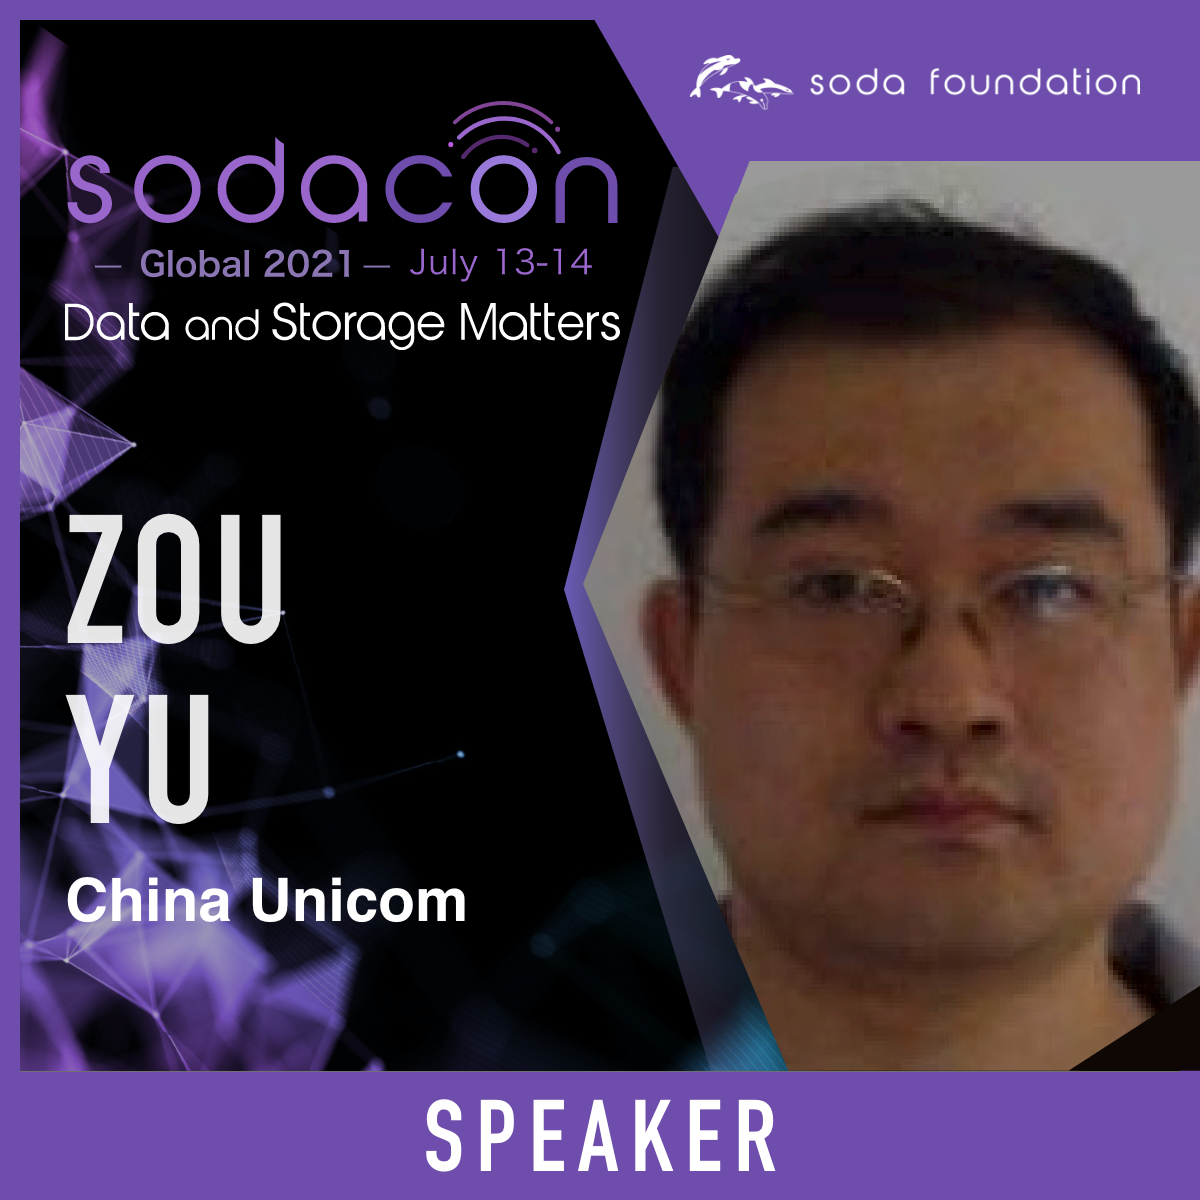 soda foundation
sodacon
— Global 2021 — July 13-14
Data and Storage Matters
ZOU
YU
China Unicom
SPEAKER